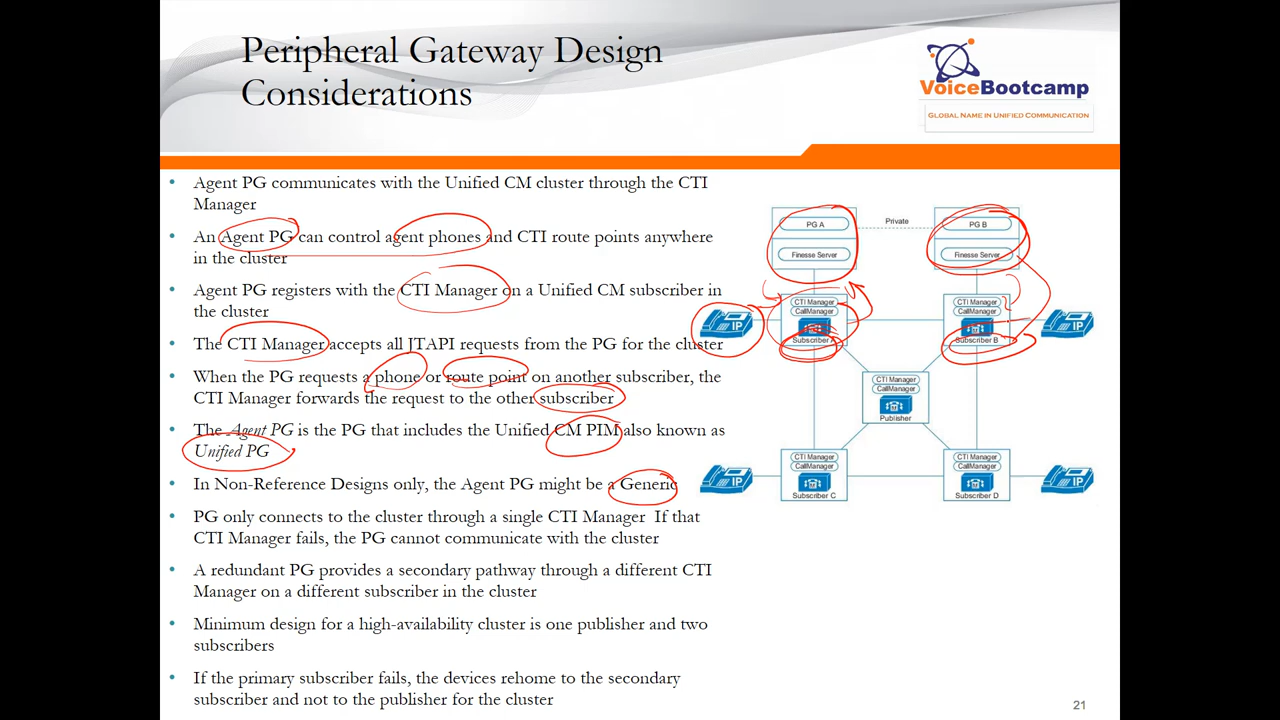 Peripheral Gateway Design
Considerations
VoiceBootcamp
GLOBAL NAME IN UNIFIED COMMUNICATION
• Agent PG communicates with the Unified CM cluster through the CTI
Manager
• An Agent PG can control agent phones and CTI route points anywhere
in the cluster
• Agent PG registers with the CTI Manager on a Unified CM subscriber in
the cluster
• The CTI Manager accepts all JTAPI requests from the PG for the cluster
• When the PG requests a phone or route point on another subscriber, the
CTI Manager forwards the request to the other subscriber
• The Agent PG is the PG that includes the Unified CM PIM also known as
Unified PG
• In Non-Reference Designs only, the Agent PG might be a Generic
• PG only connects to the cluster through a single CTI Manager If that
CTI Manager fails, the PG cannot communicate with the cluster
• A redundant PG provides a secondary pathway through a different CTI
Manager on a different subscriber in the cluster
• Minimum design for a high-availability cluster is one publisher and two
subscribers
• If the primary subscriber fails, the devices rehome to the secondary
subscriber and not to the publisher for the cluster
PG A
Private
PG B
Finesse Server
Finesse Server
CTI Manager
CallManager
Subscriber A
CTI Manager
CallManager
Subscriber B
IP
IP
CTI Manager
CallManager
Publisher
CTI Manager
CallManager
Subscriber C
CTI Manager
CallManager
Subscriber D
IP
IP
21